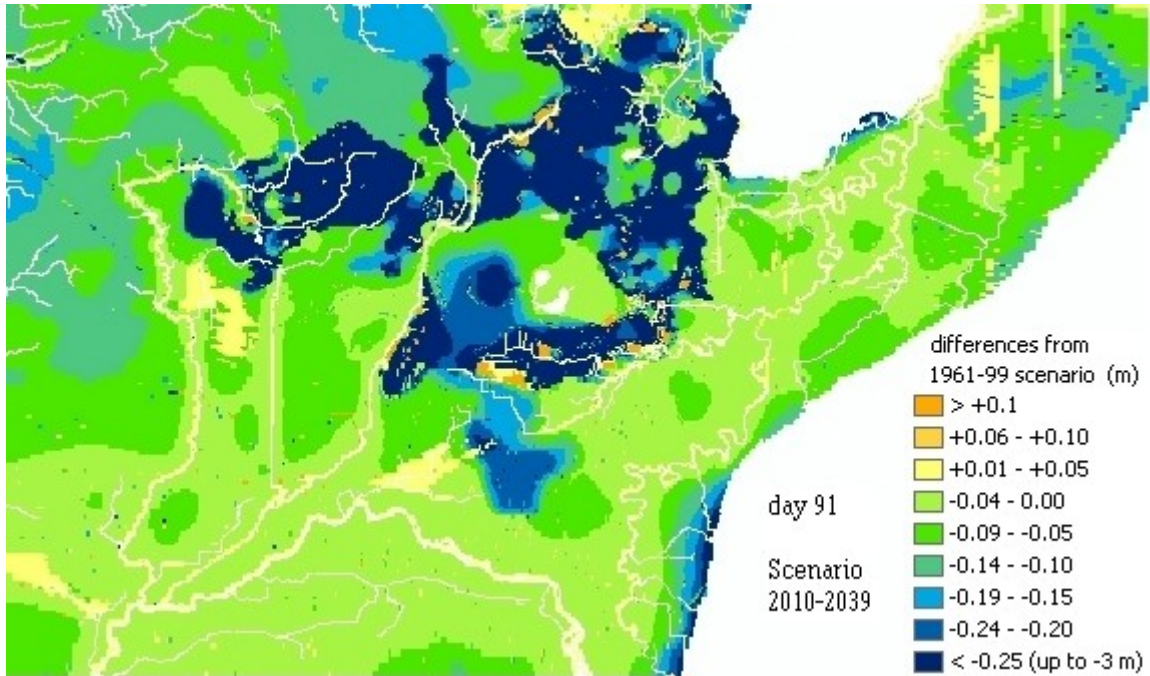 differences from
1961-99 scenario (m)
> +0.1
+0.06 - +0.10
+0.01 - +0.05
-0.04 - 0.00
-0.09 - -0.05
-0.14 - -0.10
-0.19 - -0.15
-0.24 - -0.20
< -0.25 (up to -3 m)
day 91
Scenario
2010-2039